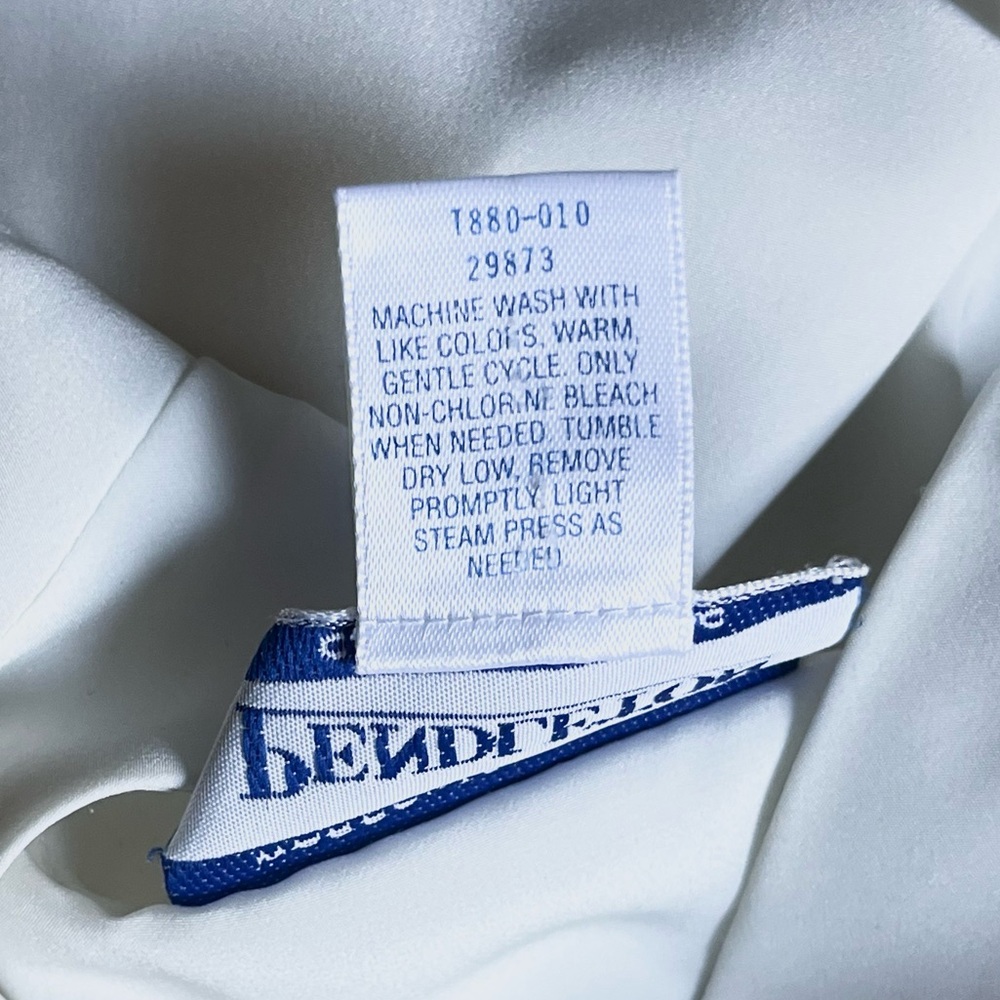 T880-010
29873
MACHINE WASH WITH
LIKE COLORS, WARM,
GENTLE CYCLE. ONLY
NON-CHLORINE BLEACH
WHEN NEEDED. TUMBLE
DRY LOW, REMOVE
PROMPTLY. LIGHT
STEAM PRESS AS
NEEDED
PENDLETON